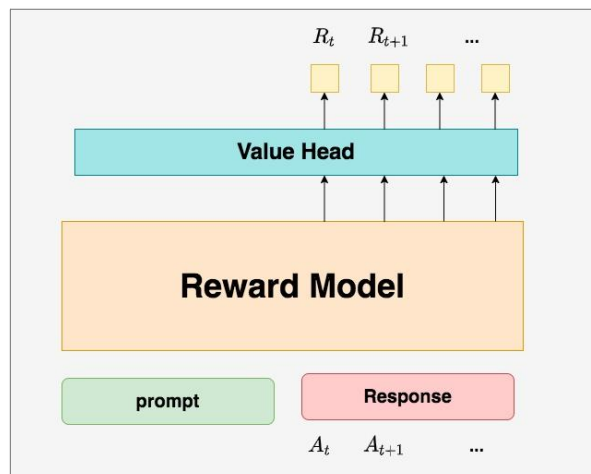 R_t R_{t+1} ...
Value Head
Reward Model
prompt Response
A_t A_{t+1} ...